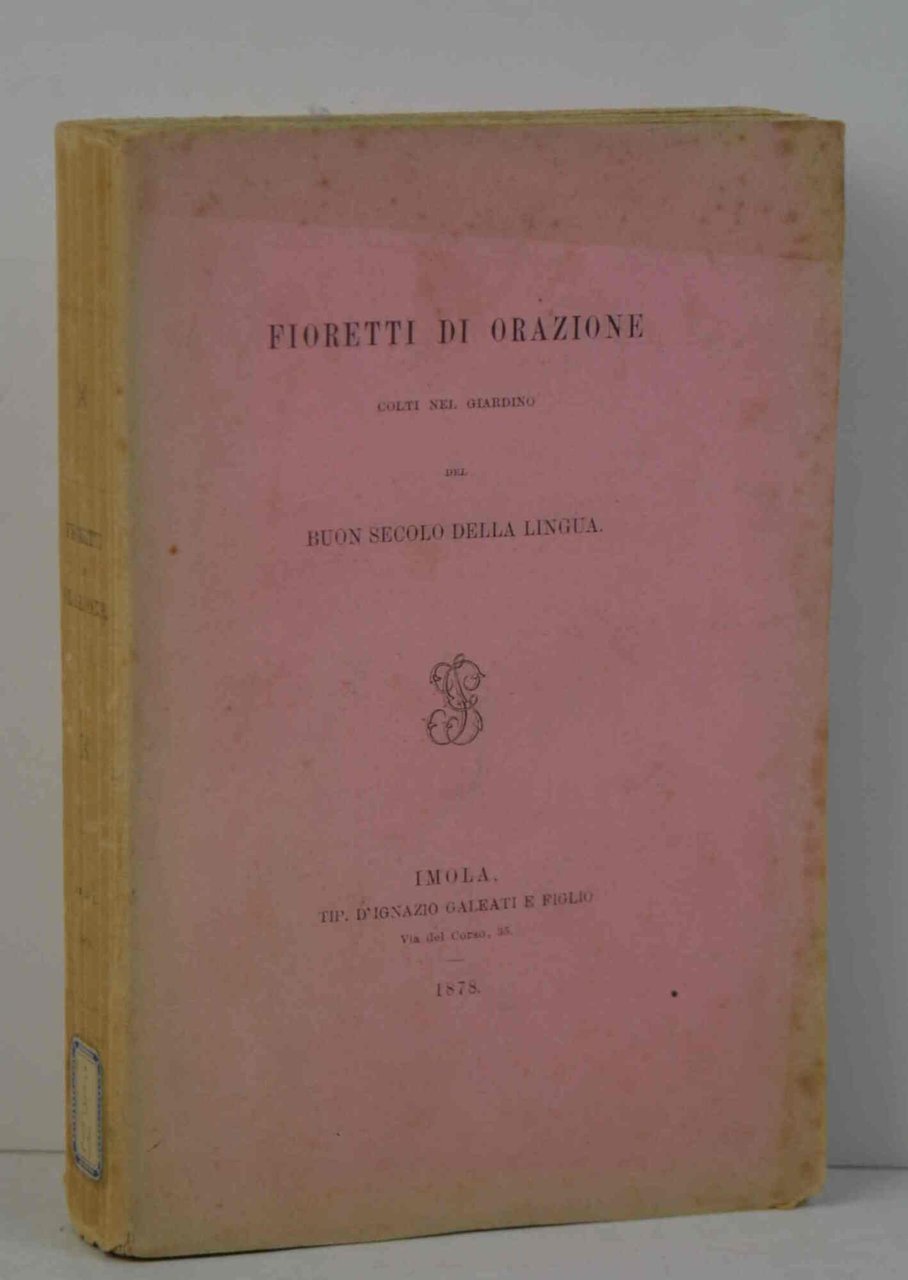 FIORETTI DI ORAZIONE
COLTI NEL GIARDINO
DEL
BUON SECOLO DELLA LINGUA.
IMOLA,
TIP. D'IGNAZIO GALEATI E FIGLIO
Via del Corso, 35.
1878.